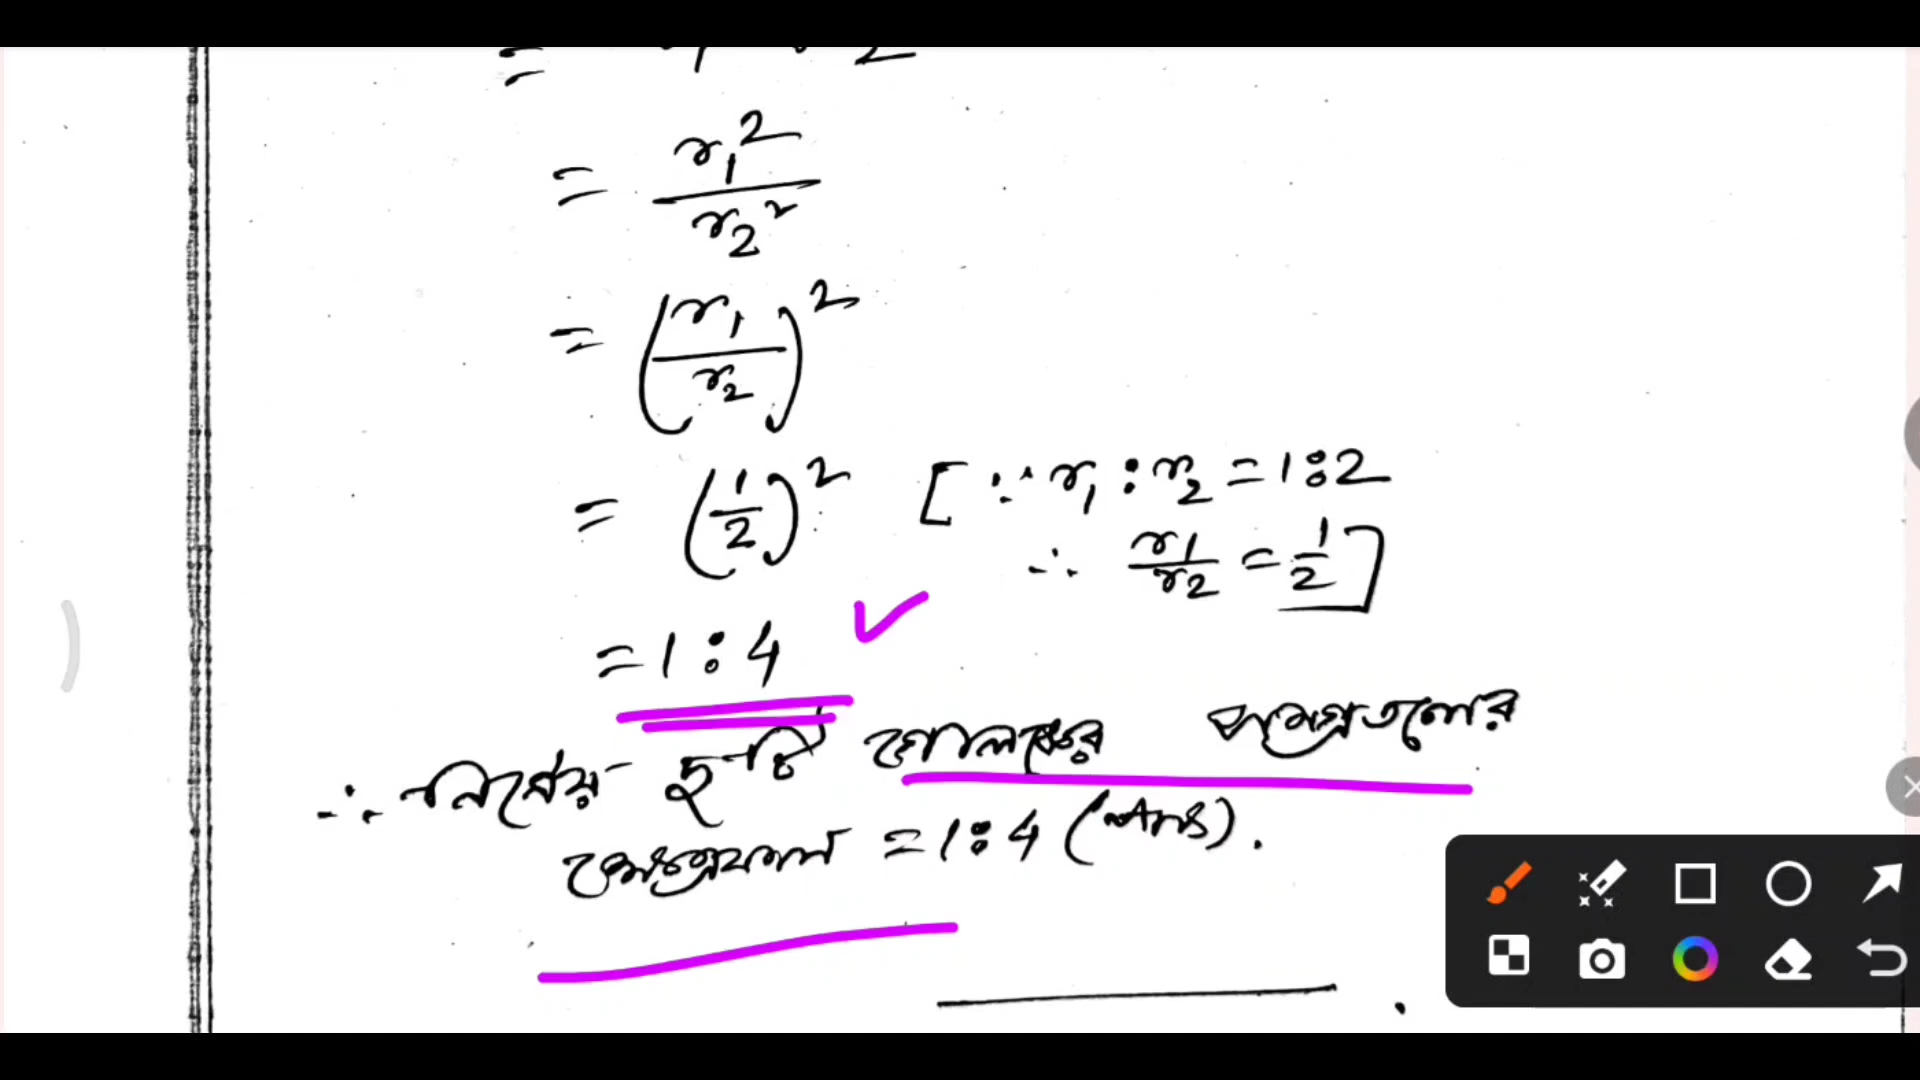 = r₁² / r₂²
= (r₁/r₂)²
= (1/2)² [∵ r₁ : r₂ = 1:2
∴ r₁/r₂ = 1/2]
= 1 : 4
∴ নির্ণেয় দুটি গোলকের সমগ্রতলের
ক্ষেত্রফল = 1:4 (Ans).